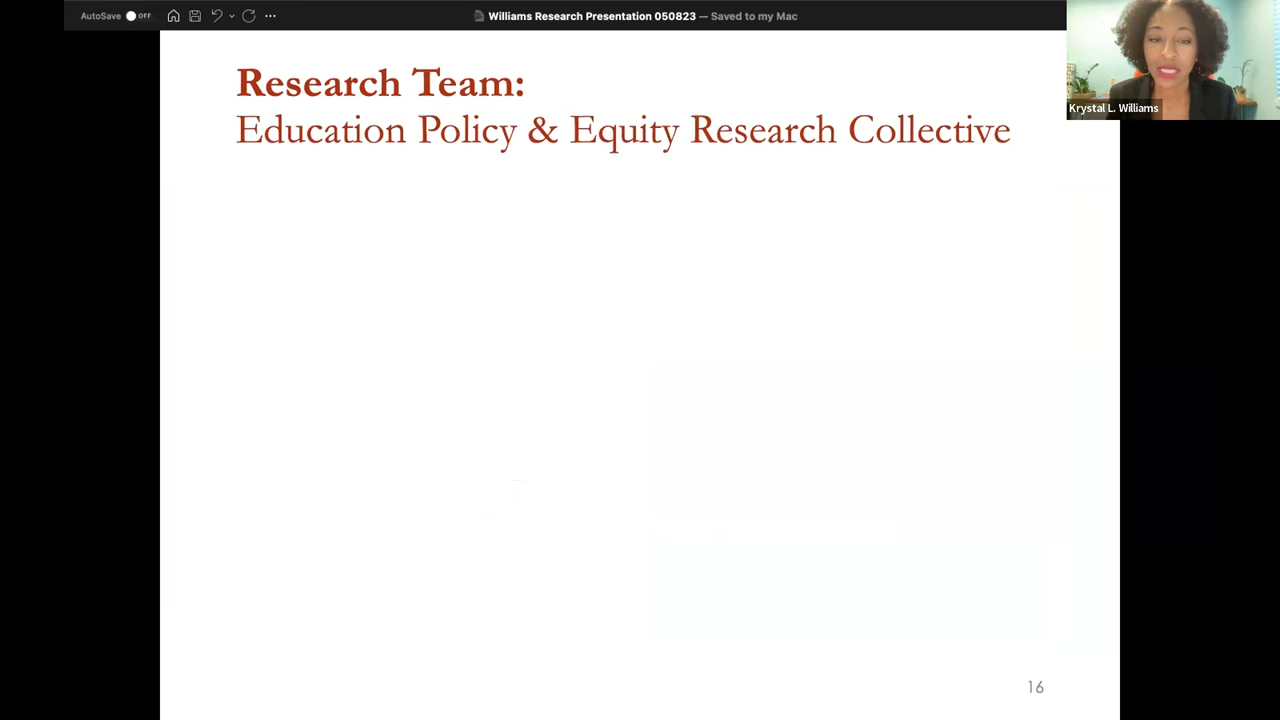 AutoSave OFF
Williams Research Presentation 050823 — Saved to my Mac
Krystal L. Williams
Research Team:
Education Policy & Equity Research Collective
16